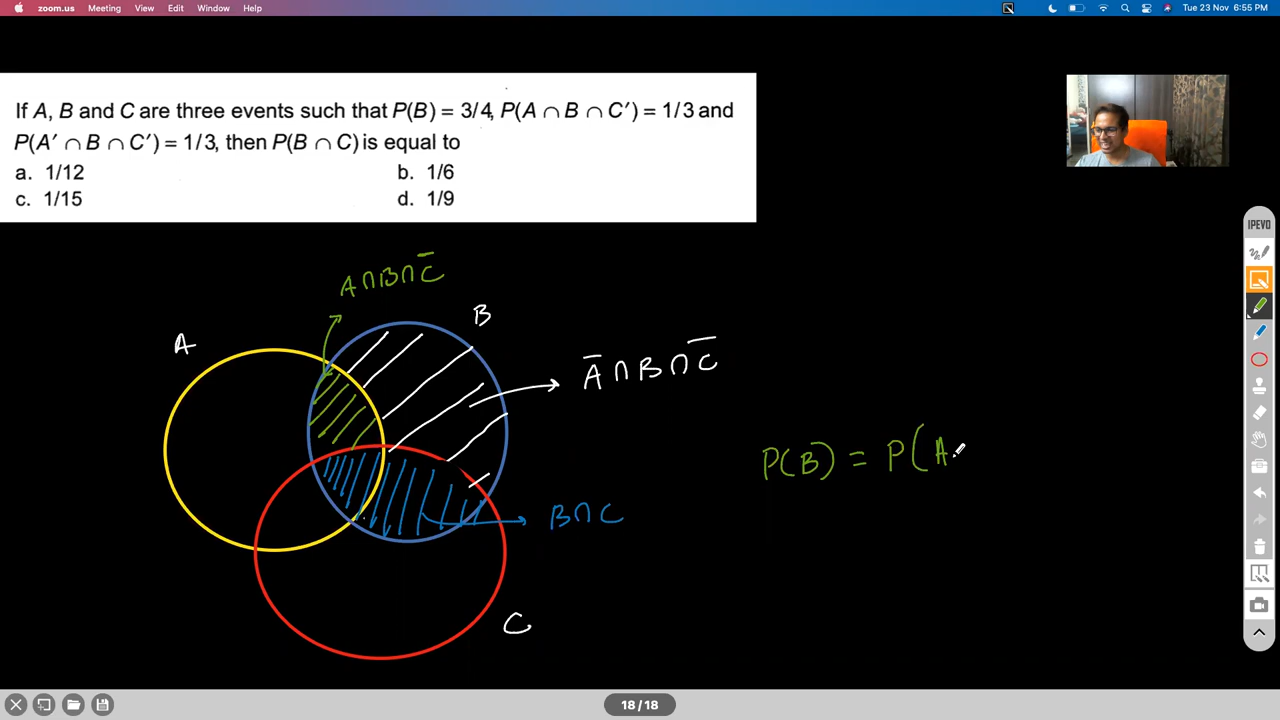 zoom.us Meeting View Edit Window Help Tue 23 Nov 6:55 PM
If A, B and C are three events such that P(B) = 3/4, P(A ∩ B ∩ C′) = 1/3 and
P(A′ ∩ B ∩ C′) = 1/3, then P(B ∩ C) is equal to
a. 1/12 b. 1/6
c. 1/15 d. 1/9
IPEVO
A∩B∩C̅
B
A
A̅∩B∩C̅
P(B) = P(A
B∩C
C
18 / 18